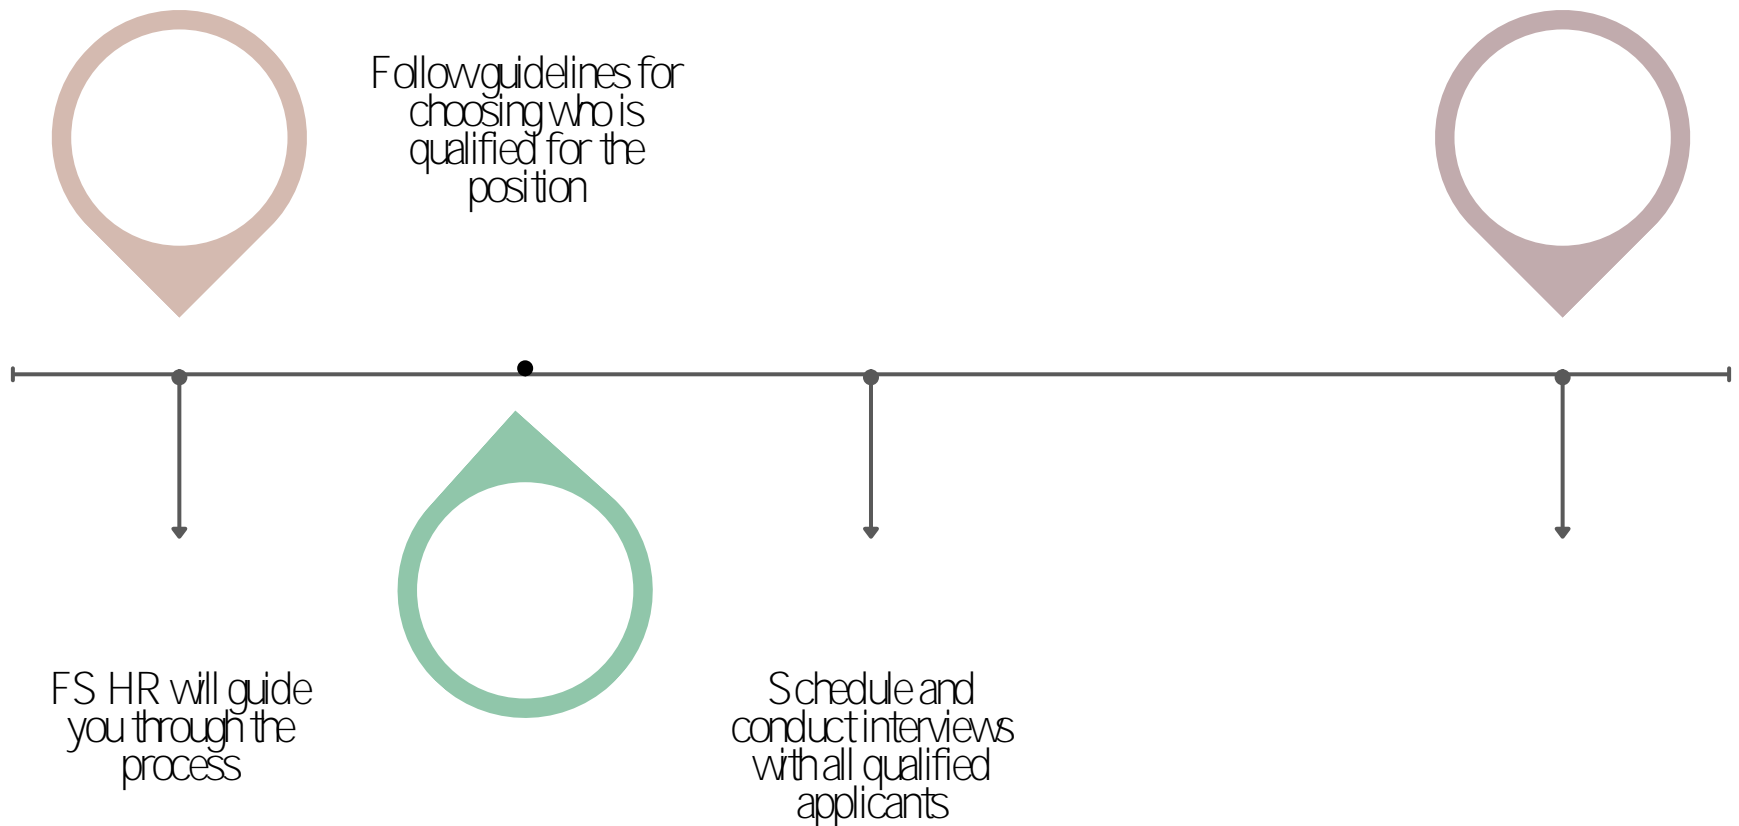 Follow guidelines for
choosing who is
qualified for the
position
FS HR will guide
you through the
process
Schedule and
conduct interviews
with all qualified
applicants